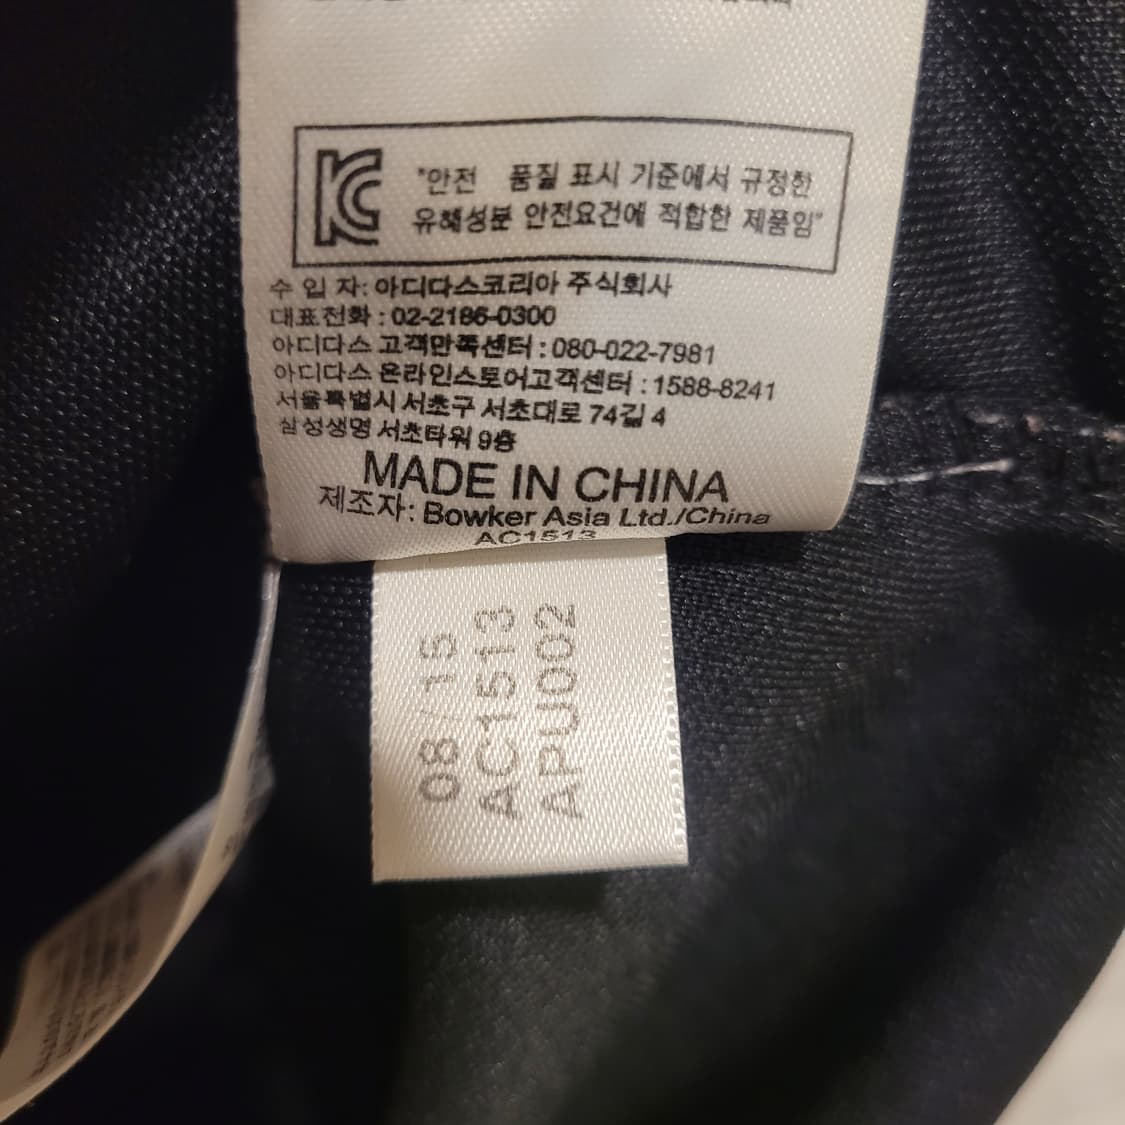 "안전 품질 표시 기준에서 규정한
유해성분 안전요건에 적합한 제품임"
수 입 자: 아디다스코리아 주식회사
대표전화 : 02-2186-0300
아디다스 고객만족센터 : 080-022-7981
아디다스 온라인스토어고객센터 : 1588-8241
서울특별시 서초구 서초대로 74길 4
삼성생명 서초타워 9층
MADE IN CHINA
제조자: Bowker Asia Ltd./China
AC1513
08/15
AC1513
APU002